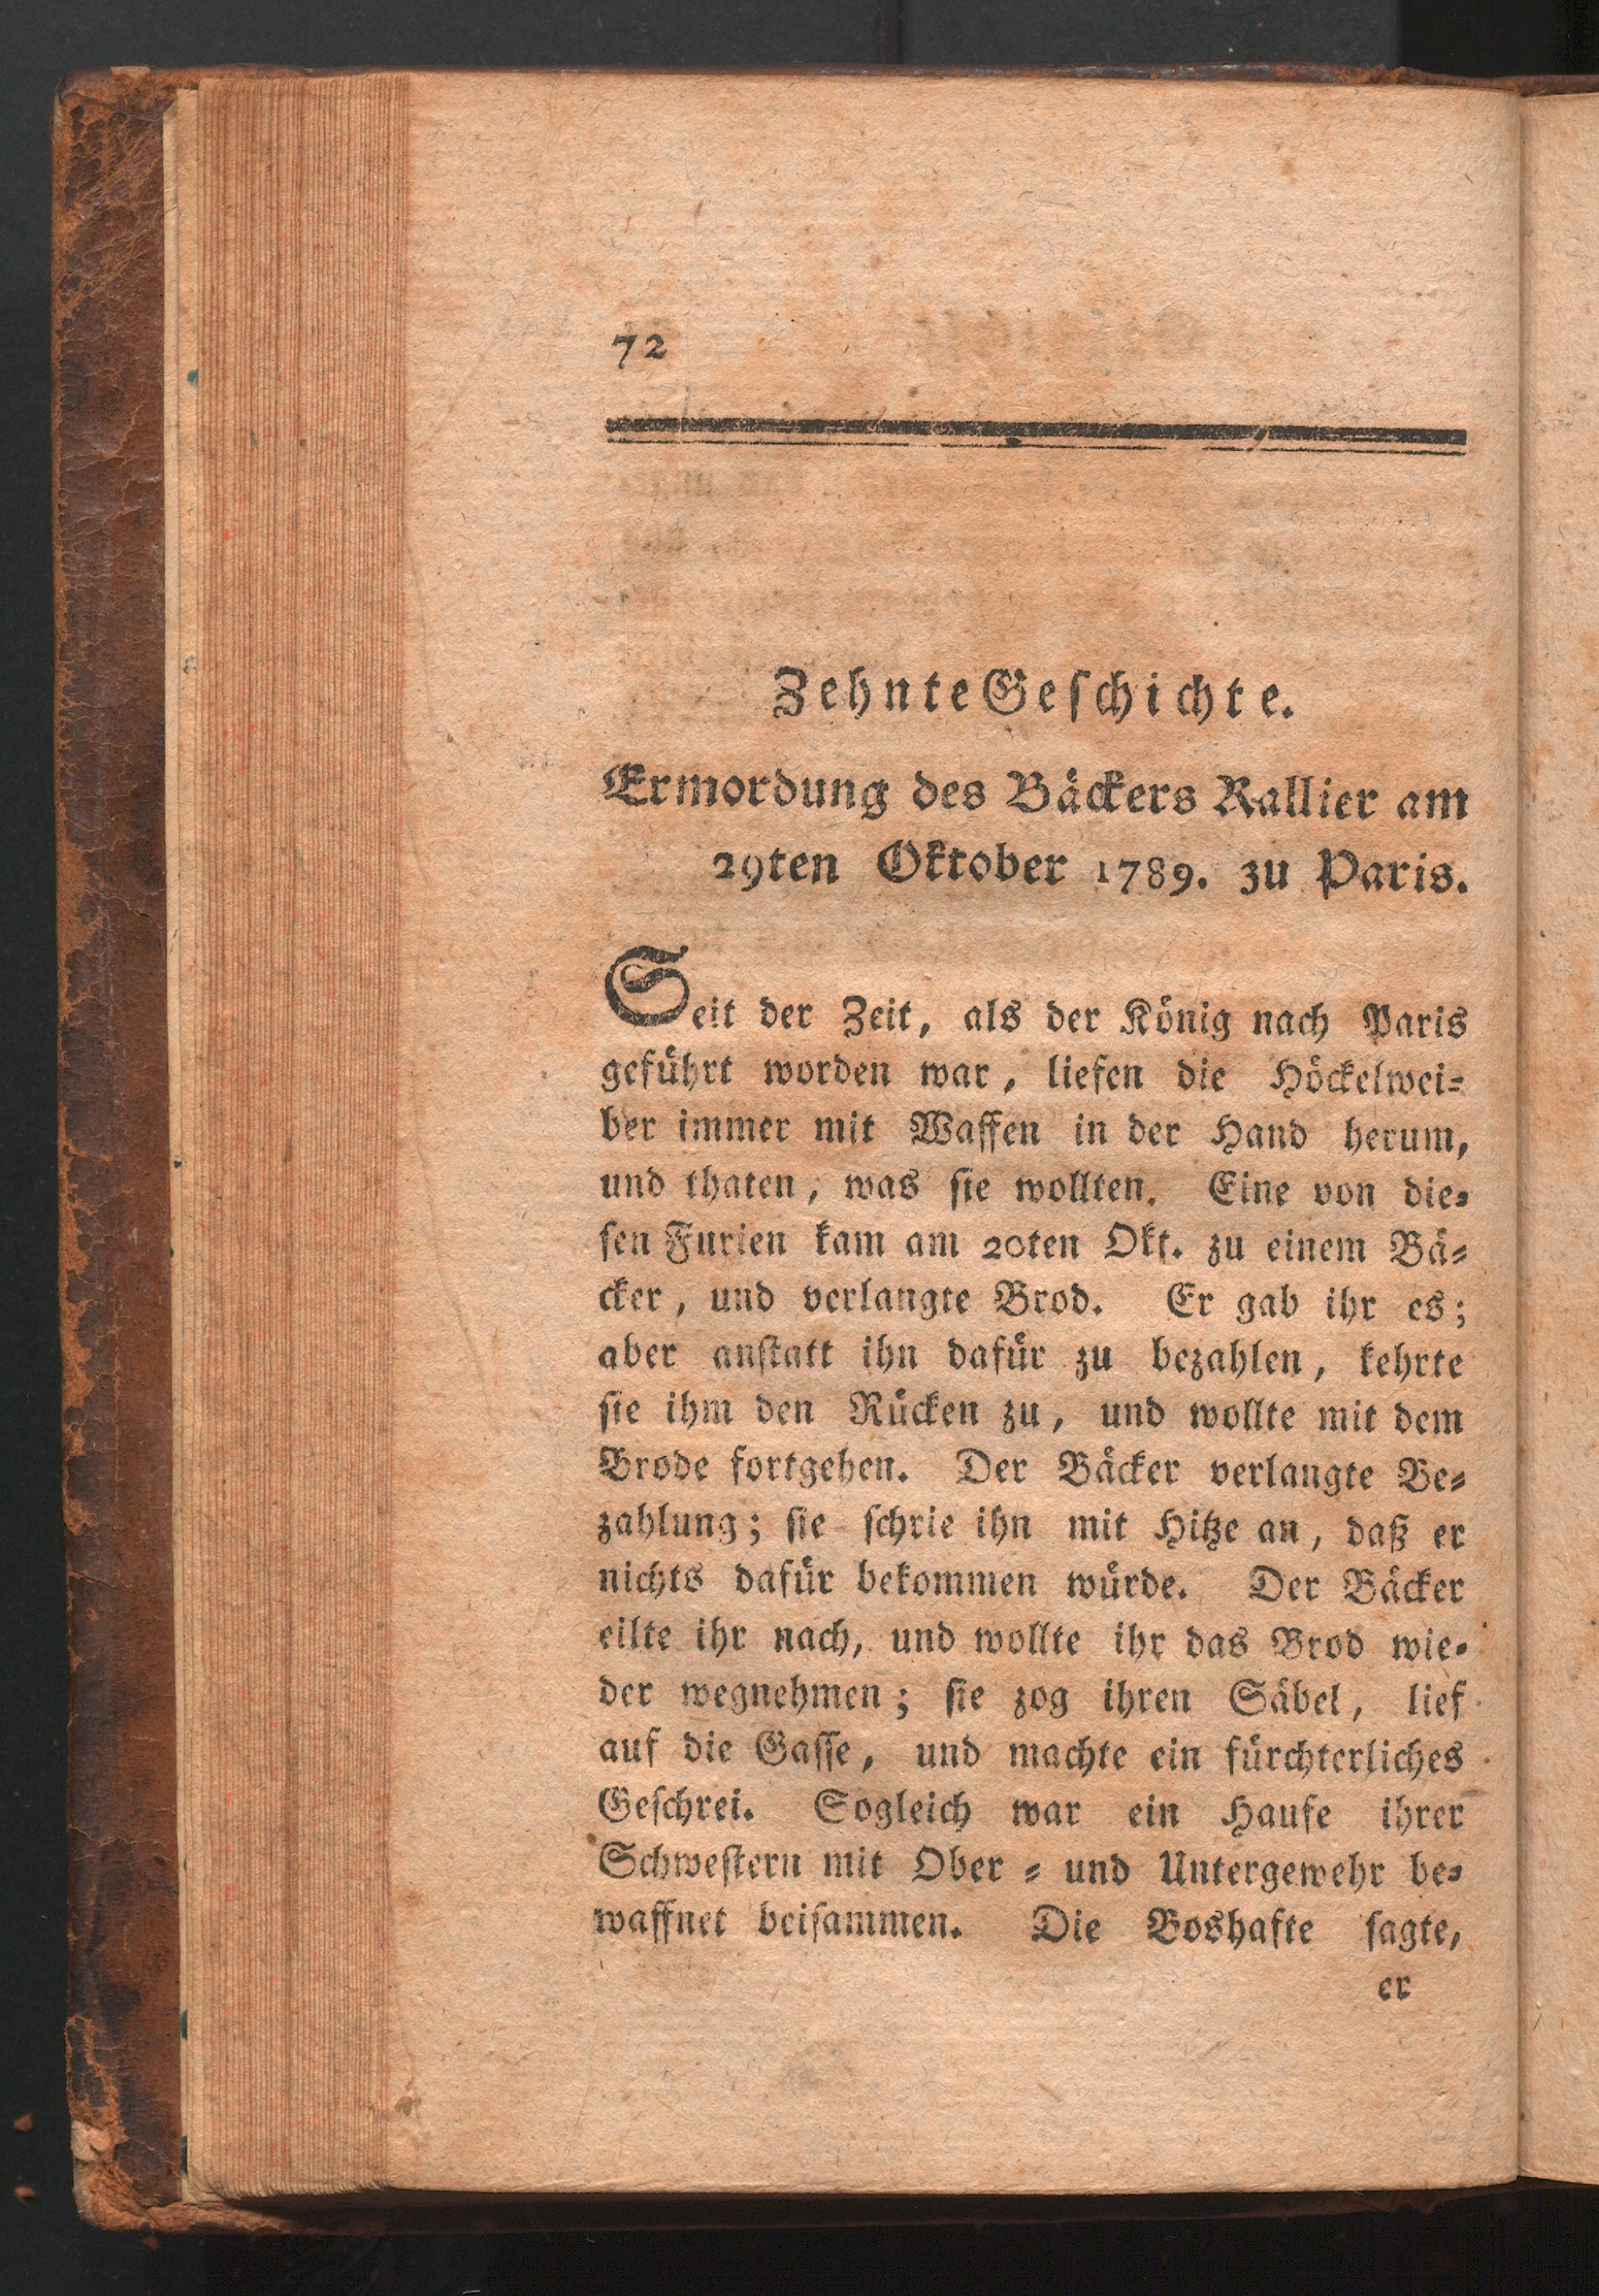 72
Zehnte Geschichte.
Ermordung des Bäckers Rallier am
29ten Oktober 1789. zu Paris.
Seit der Zeit, als der König nach Paris
geführt worden war, liefen die Höckelwei-
ber immer mit Waffen in der Hand herum,
und thaten, was sie wollten. Eine von die-
sen Furien kam am 20ten Okt. zu einem Bä-
cker, und verlangte Brod. Er gab ihr es;
aber anstatt ihn dafür zu bezahlen, kehrte
sie ihm den Rücken zu, und wollte mit dem
Brode fortgehen. Der Bäcker verlangte Be-
zahlung; sie schrie ihn mit Hitze an, daß er
nichts dafür bekommen würde. Der Bäcker
eilte ihr nach, und wollte ihr das Brod wie-
der wegnehmen; sie zog ihren Säbel, lief
auf die Gasse, und machte ein fürchterliches
Geschrei. Sogleich war ein Haufe ihrer
Schwestern mit Ober- und Untergewehr be-
waffnet beisammen. Die Boshafte sagte,
er